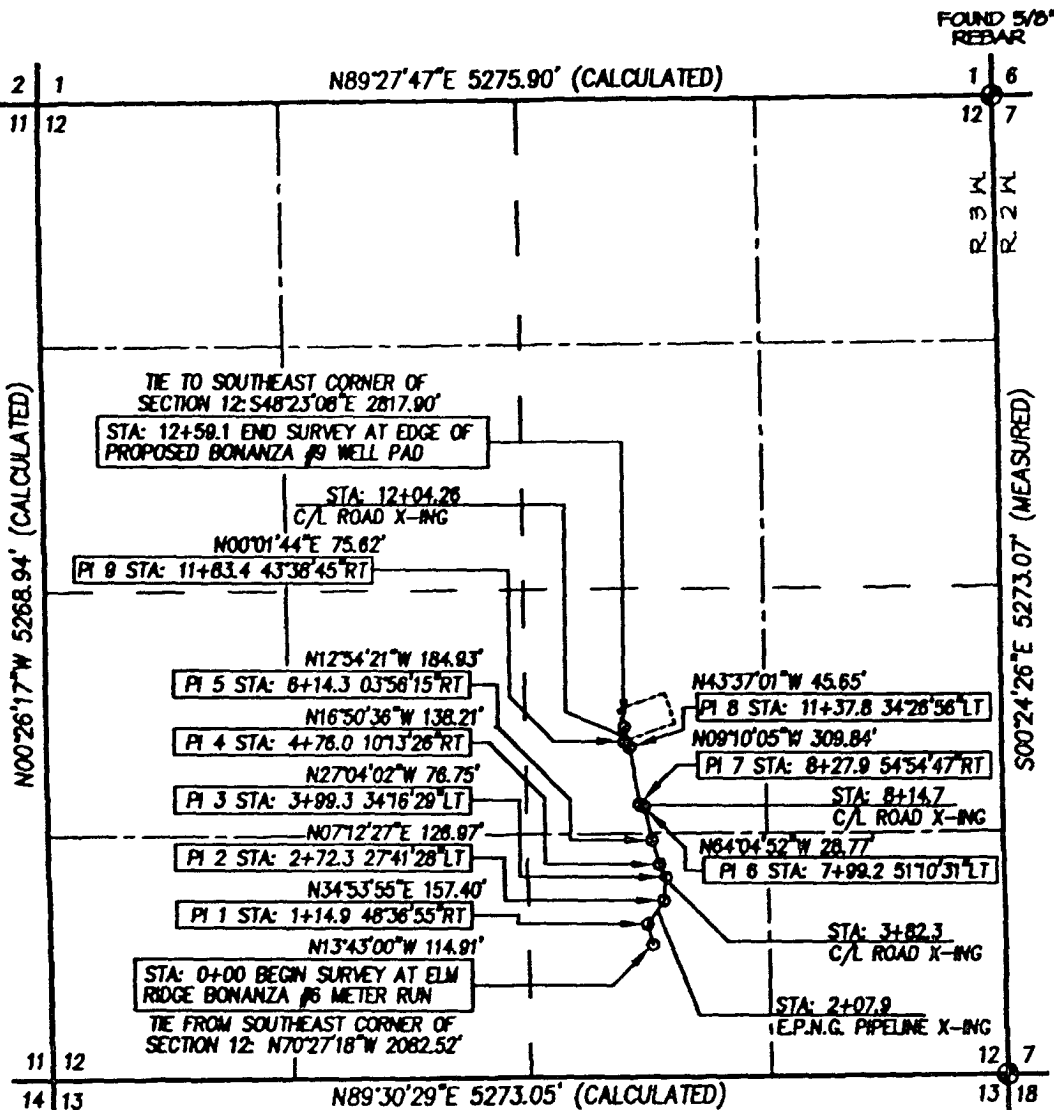 FOUND 5/8"
REBAR
2 1
N89°27'47"E 5275.90' (CALCULATED)
1 6
11 12
12 7
R. 3 W.
R. 2 W.
N00°26'17"W 5268.94' (CALCULATED)
S00°24'26"E 5273.07' (MEASURED)
TIE TO SOUTHEAST CORNER OF
SECTION 12: S48°23'08"E 2817.90'
STA: 12+59.1 END SURVEY AT EDGE OF
PROPOSED BONANZA #9 WELL PAD
STA: 12+04.26
C/L ROAD X-ING
N00°01'44"E 75.62'
PI 9 STA: 11+83.4 43°38'45"RT
N12°54'21"W 184.93'
PI 5 STA: 6+14.3 03°56'15"RT
N16°50'36"W 138.21'
PI 4 STA: 4+76.0 10°13'26"RT
N27°04'02"W 76.75'
PI 3 STA: 3+99.3 34°16'29"LT
N07°12'27"E 126.97'
PI 2 STA: 2+72.3 27°41'28"LT
N34°53'55"E 157.40'
PI 1 STA: 1+14.9 48°36'55"RT
N13°43'00"W 114.91'
STA: 0+00 BEGIN SURVEY AT ELM
RIDGE BONANZA #6 METER RUN
TIE FROM SOUTHEAST CORNER OF
SECTION 12: N70°27'18"W 2082.52'
N43°37'01"W 45.65'
PI 8 STA: 11+37.8 34°26'56"LT
N09°10'05"W 309.84'
PI 7 STA: 8+27.9 54°54'47"RT
STA: 8+14.7
C/L ROAD X-ING
N64°04'52"W 28.77'
PI 6 STA: 7+99.2 51°10'31"LT
STA: 3+82.3
C/L ROAD X-ING
STA: 2+07.9
E.P.N.G. PIPELINE X-ING
11 12
12 7
14 13
N89°30'29"E 5273.05' (CALCULATED)
13 18